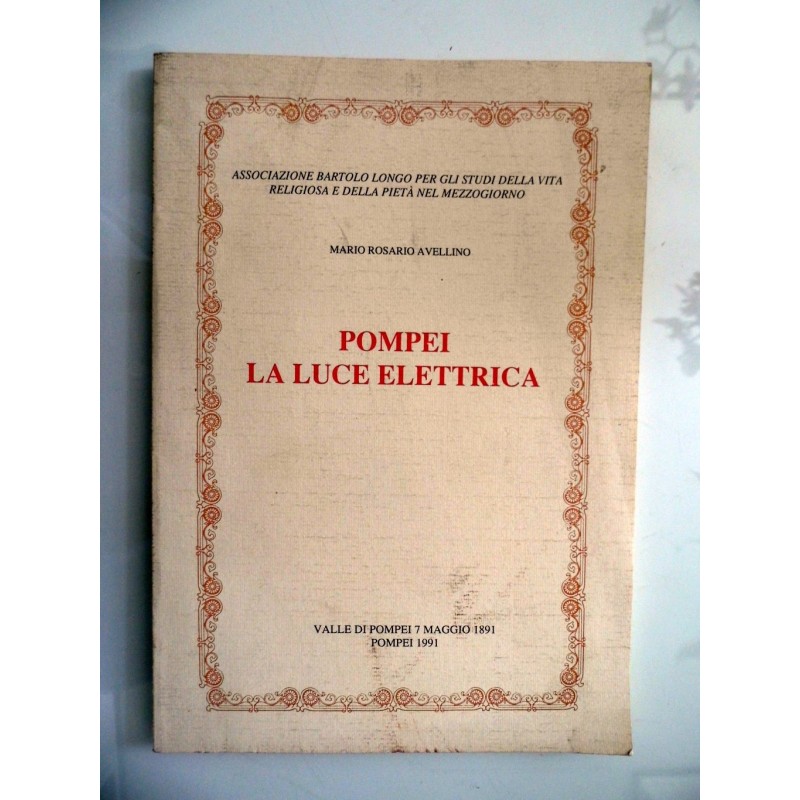 ASSOCIAZIONE BARTOLO LONGO PER GLI STUDI DELLA VITA
RELIGIOSA E DELLA PIETÀ NEL MEZZOGIORNO
MARIO ROSARIO AVELLINO
POMPEI
LA LUCE ELETTRICA
VALLE DI POMPEI 7 MAGGIO 1891
POMPEI 1991